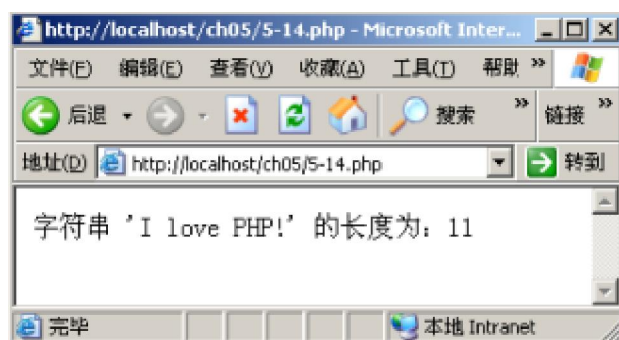 http://localhost/ch05/5-14.php - Microsoft Inter...
文件(F) 编辑(E) 查看(V) 收藏(A) 工具(T) 帮助 »
后退 搜索 » 链接 »
地址(D) http://localhost/ch05/5-14.php 转到
字符串 'I love PHP!' 的长度为：11
完毕 本地 Intranet